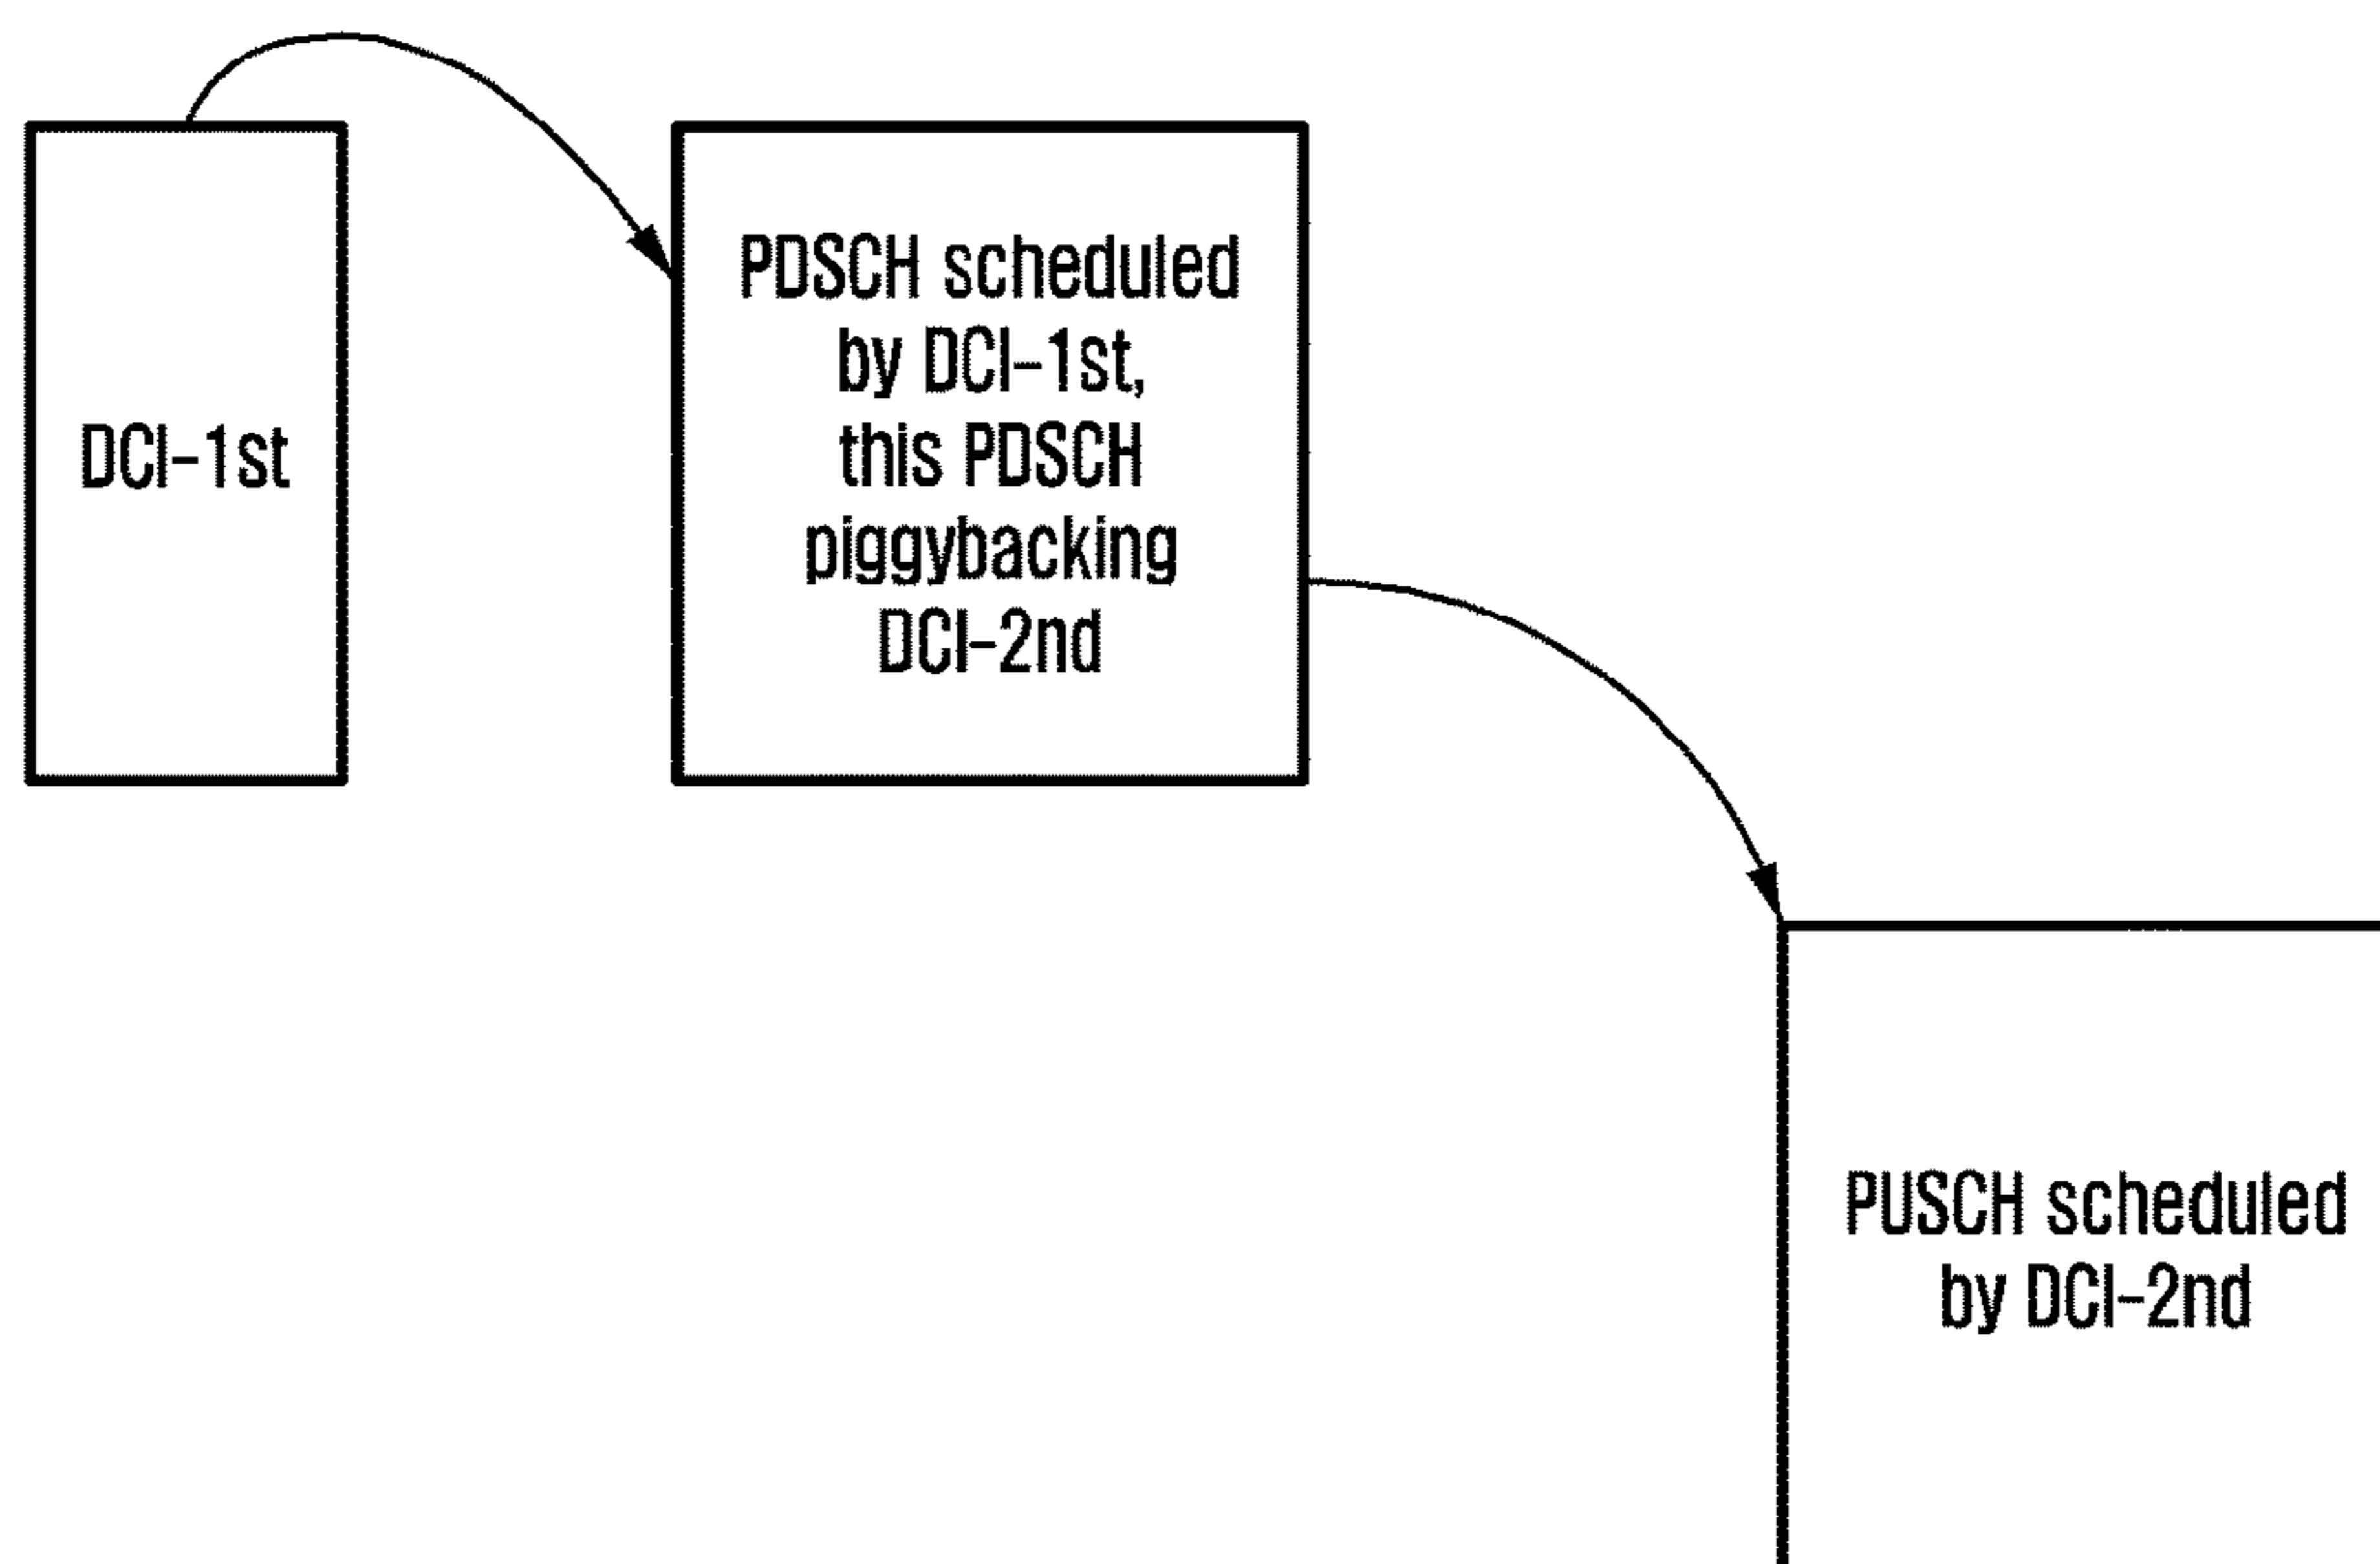 DCI-1st
PDSCH scheduled
by DCI-1st,
this PDSCH
piggybacking
DCI-2nd
PUSCH scheduled
by DCI-2nd